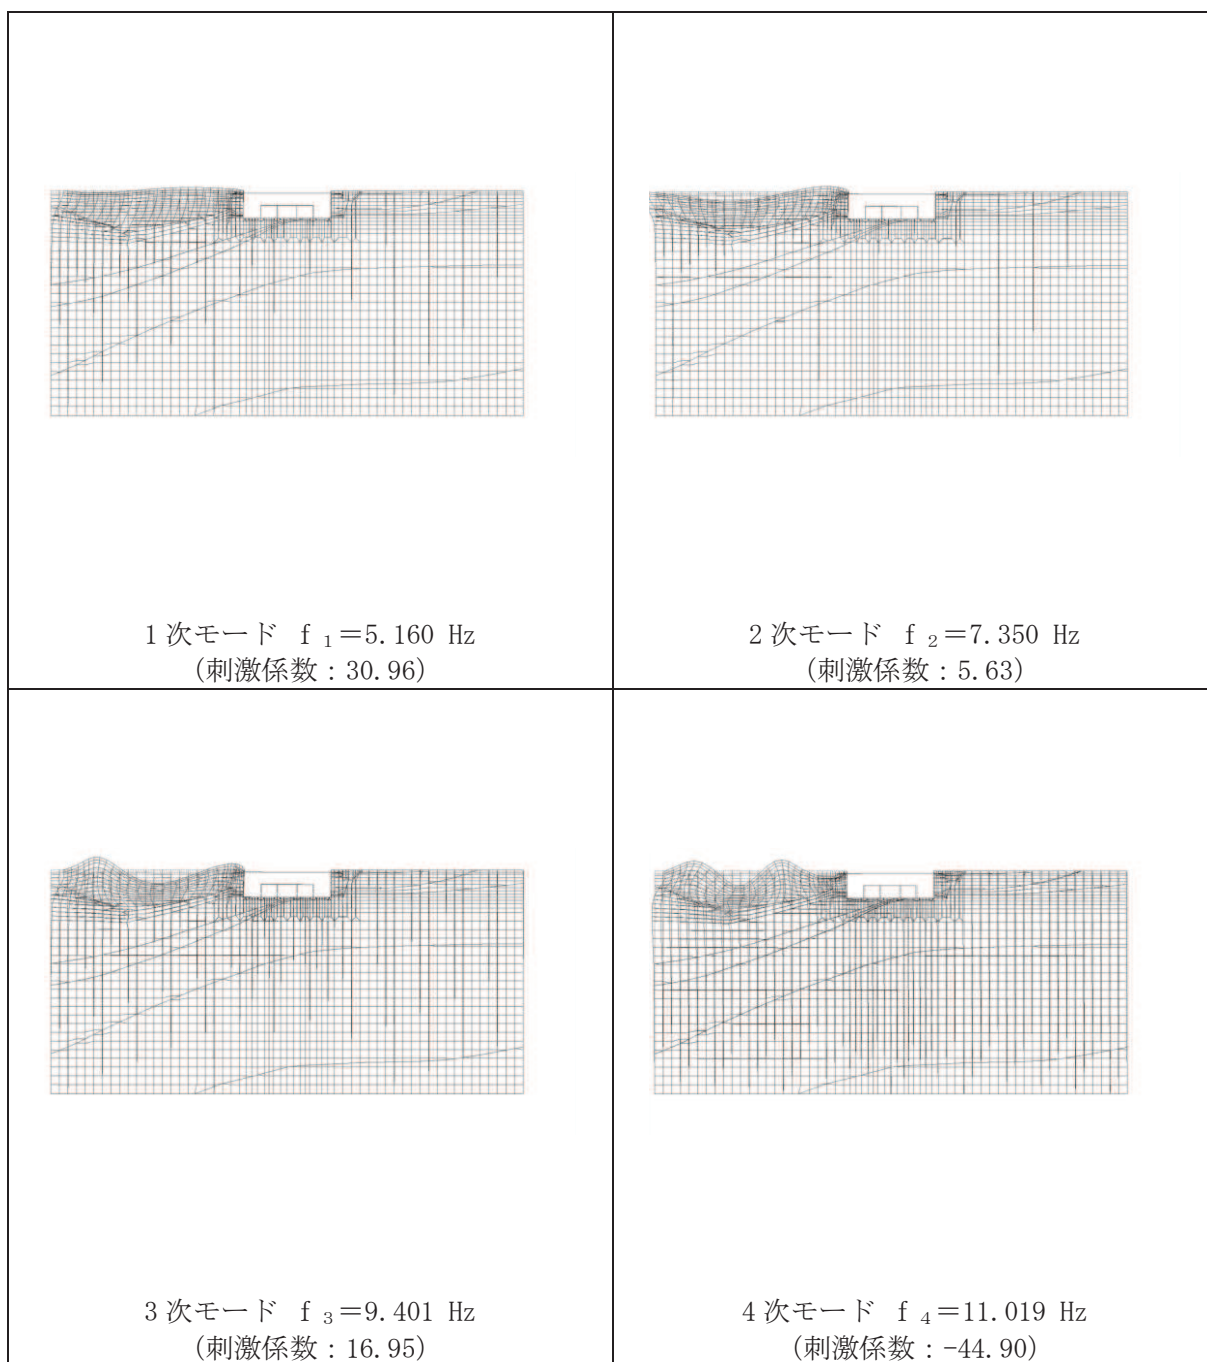 1 次モード f ₁＝5.160 Hz
(刺激係数：30.96)
2 次モード f ₂＝7.350 Hz
(刺激係数：5.63)
3 次モード f ₃＝9.401 Hz
(刺激係数：16.95)
4 次モード f ₄＝11.019 Hz
(刺激係数：-44.90)